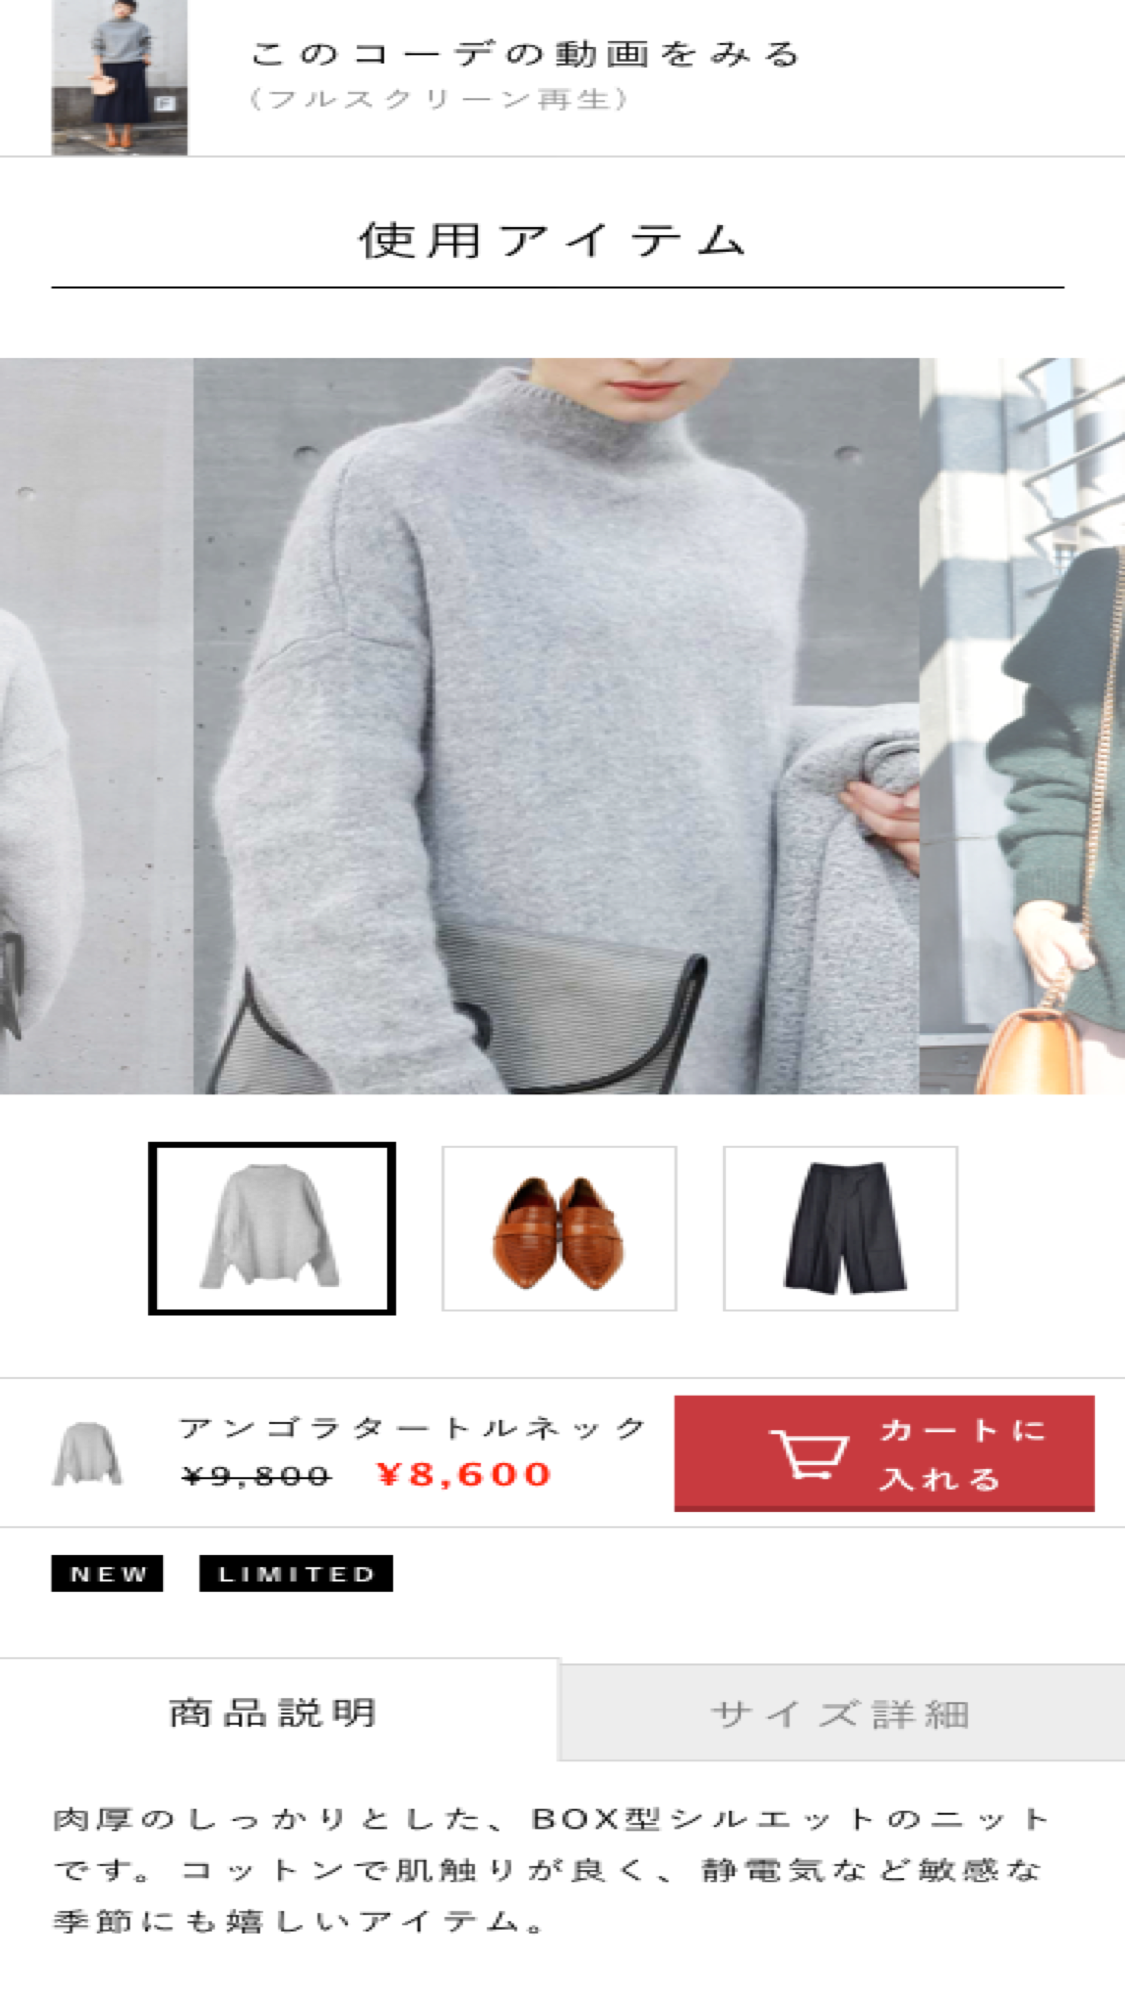 このコーデの動画をみる
(フルスクリーン再生)
使用アイテム
アンゴラタートルネック
¥9,800 ¥8,600
カートに
入れる
NEW LIMITED
商品説明 サイズ詳細
肉厚のしっかりとした、BOX型シルエットのニット
です。コットンで肌触りが良く、静電気など敏感な
季節にも嬉しいアイテム。